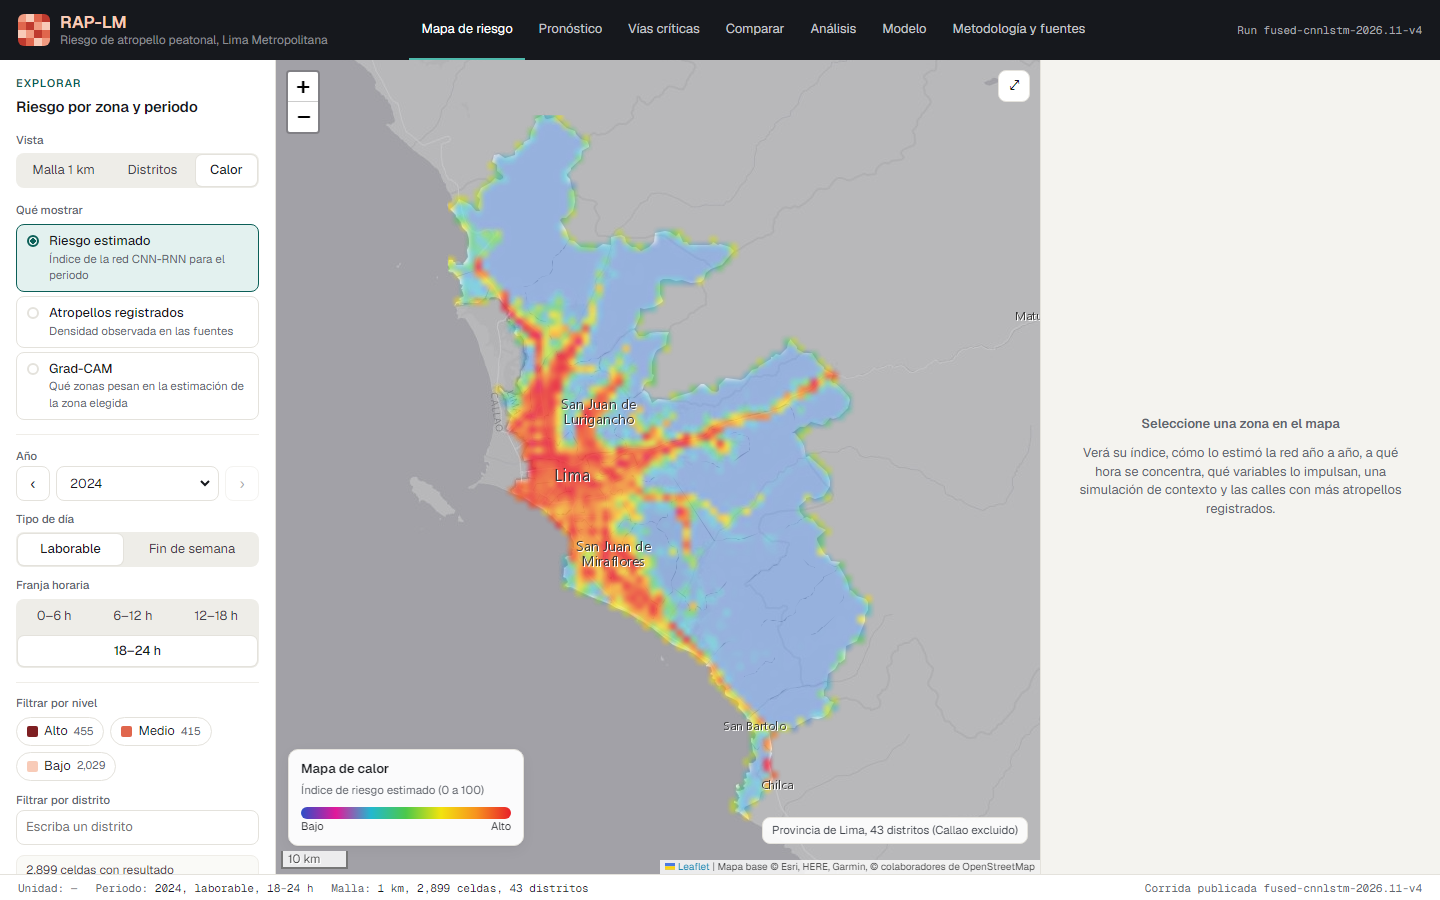 RAP-LM
Riesgo de atropello peatonal, Lima Metropolitana
Mapa de riesgo
Pronóstico
Vías críticas
Comparar
Análisis
Modelo
Metodología y fuentes
Run fused-cnnlstm-2026.11-v4
EXPLORAR
Riesgo por zona y periodo
Vista
Malla 1 km
Distritos
Calor
Qué mostrar
Riesgo estimado
Índice de la red CNN-RNN para el
periodo
Atropellos registrados
Densidad observada en las fuentes
Grad-CAM
Qué zonas pesan en la estimación de
la zona elegida
Año
‹
2024
›
Tipo de día
Laborable
Fin de semana
Franja horaria
0–6 h
6–12 h
12–18 h
18–24 h
Filtrar por nivel
Alto 455
Medio 415
Bajo 2,029
Filtrar por distrito
Escriba un distrito
2,899 celdas con resultado
+
−
CALLAO
San Juan de
Lurigancho
Lima
San Juan de
Miraflores
San Bartolo
Chilca
Matu
Mapa de calor
Índice de riesgo estimado (0 a 100)
Bajo
Alto
10 km
Provincia de Lima, 43 distritos (Callao excluido)
Leaflet | Mapa base © Esri, HERE, Garmin, © colaboradores de OpenStreetMap
Seleccione una zona en el mapa
Verá su índice, cómo lo estimó la red año a año, a qué
hora se concentra, qué variables lo impulsan, una
simulación de contexto y las calles con más atropellos
registrados.
Unidad: —
Periodo: 2024, laborable, 18–24 h
Malla: 1 km, 2,899 celdas, 43 distritos
Corrida publicada fused-cnnlstm-2026.11-v4